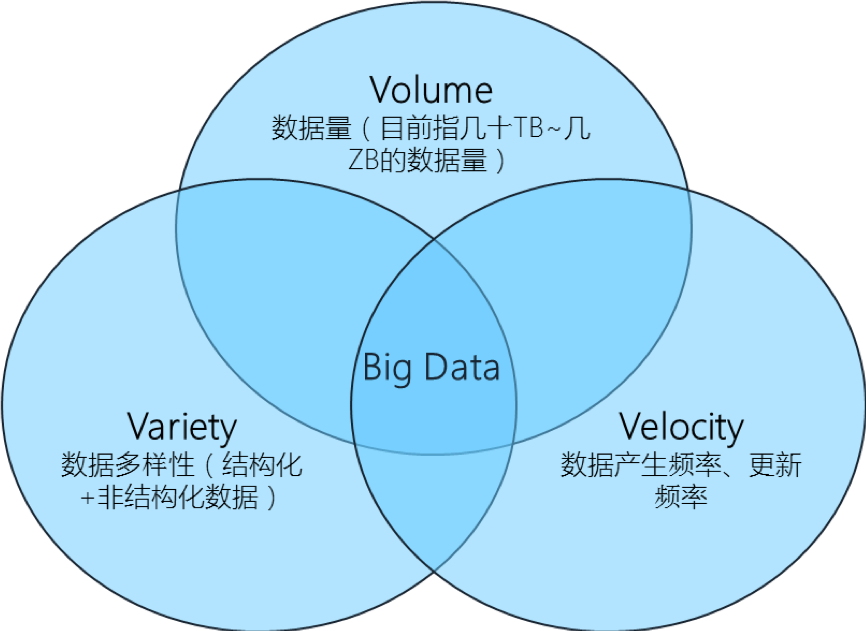 Volume
数据量（目前指几十TB~几
ZB的数据量）
Big Data
Variety
数据多样性（结构化
+非结构化数据）
Velocity
数据产生频率、更新
频率